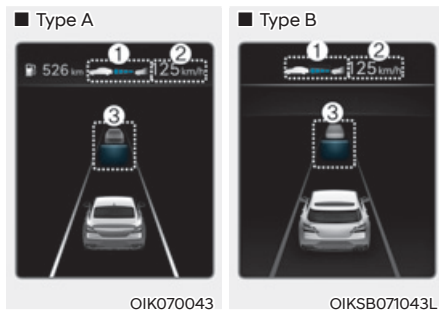 ■ Type A
① ②
526 km 125 km/h
③
OIK070043
■ Type B
① ②
125 km/h
③
OIKSB071043L